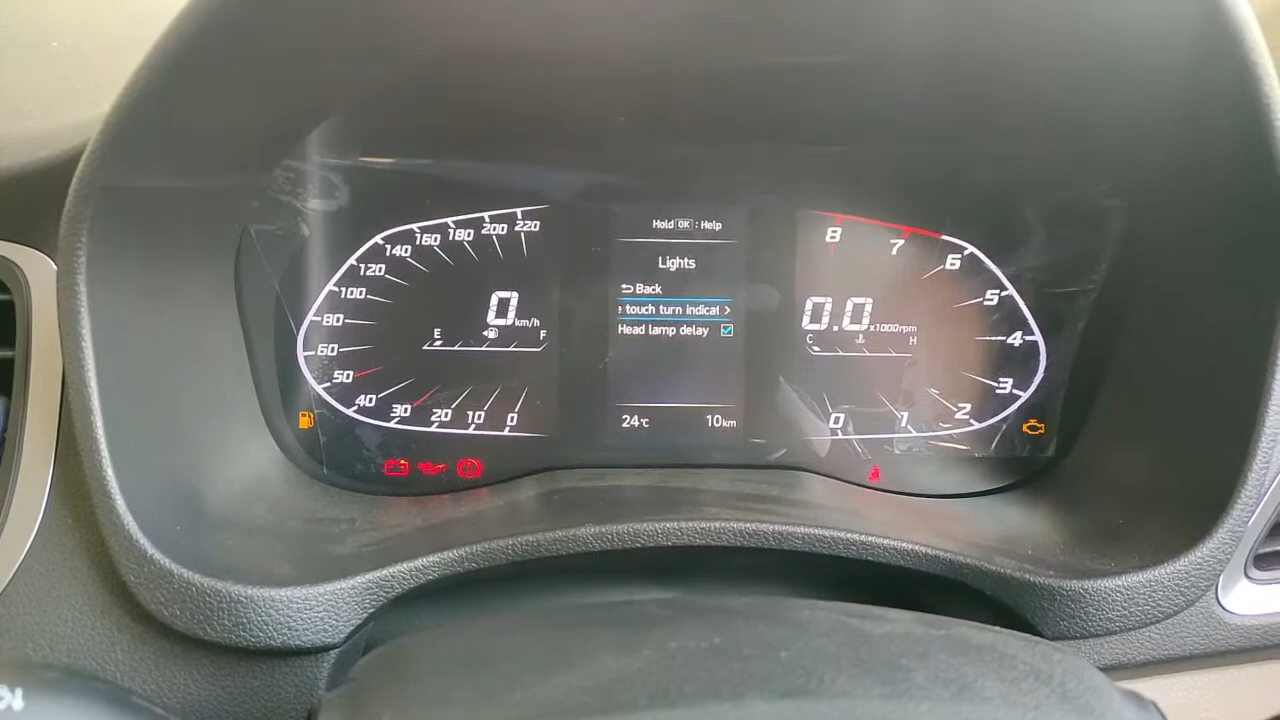 Hold OK : Help
Lights
Back
e touch turn indicat >
Head lamp delay
24°C 10km
220
200
180
160
140
120
100
80
60
50
40
30
20
10
0
0 km/h
E F
8
7
6
5
4
3
2
1
0
0.0 x1000rpm
C H